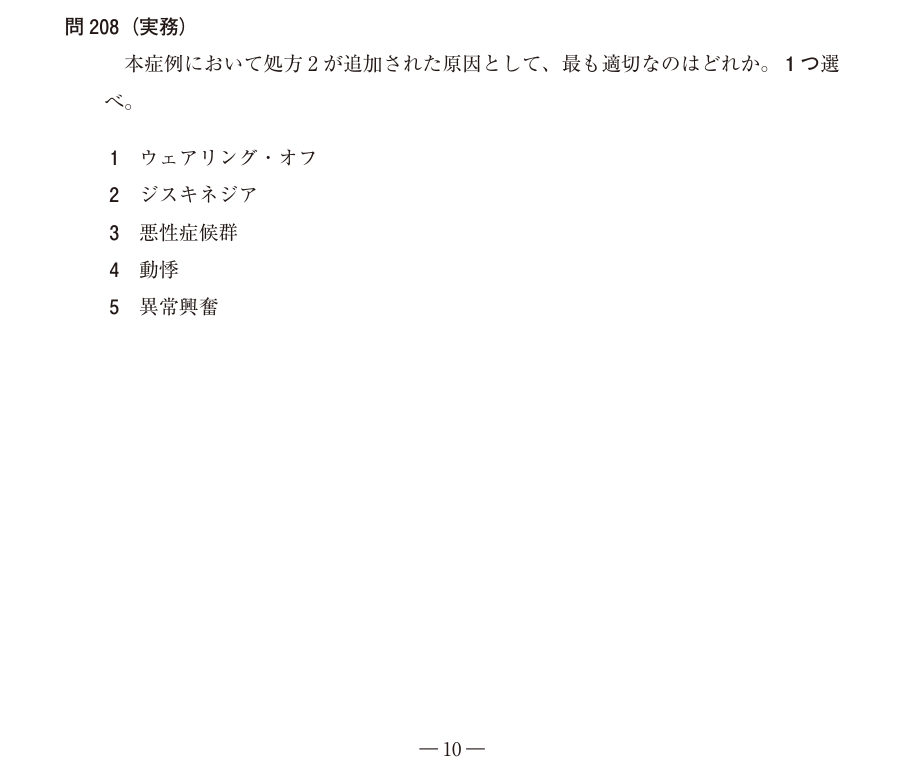 問 208（実務）
本症例において処方２が追加された原因として、最も適切なのはどれか。１つ選
べ。
1　ウェアリング・オフ
2　ジスキネジア
3　悪性症候群
4　動悸
5　異常興奮
― 10 ―